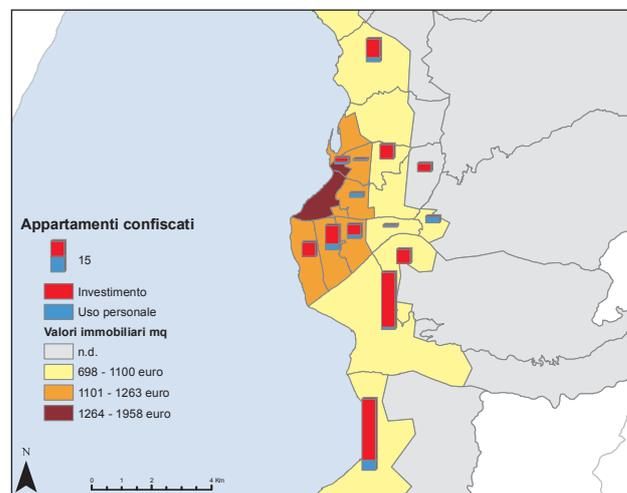 Appartamenti confiscati
15
Investimento
Uso personale
Valori immobiliari mq
n.d.
698 - 1100 euro
1101 - 1263 euro
1264 - 1958 euro
N
0 1 2 4 Km